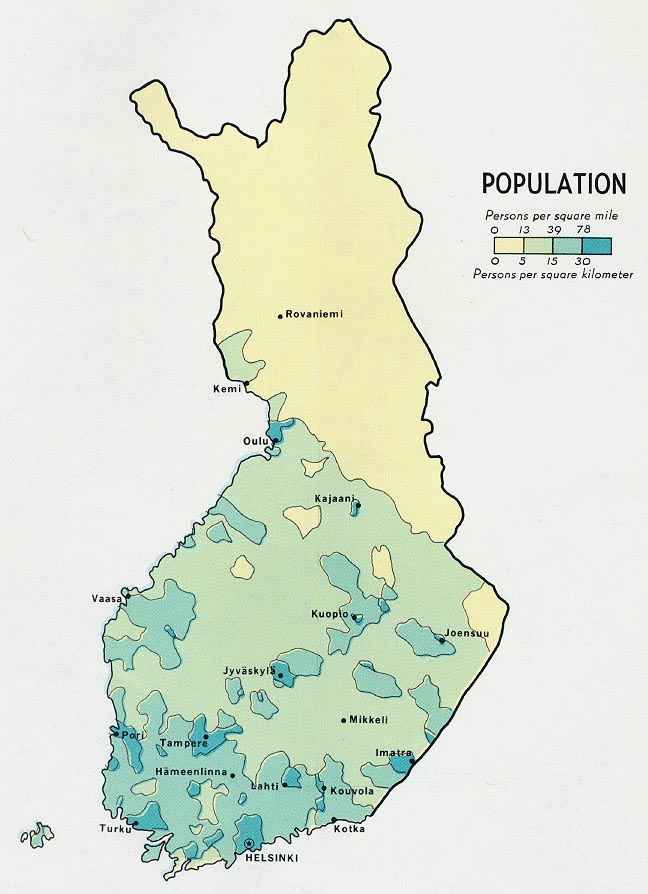 POPULATION
Persons per square mile
0 13 39 78
0 5 15 30
Persons per square kilometer
Rovaniemi
Kemi
Oulu
Kajaani
Vaasa
Kuopio
Joensuu
Jyväskylä
Mikkeli
Pori
Tampere
Imatra
Hämeenlinna
Lahti
Kouvola
Turku
Kotka
HELSINKI